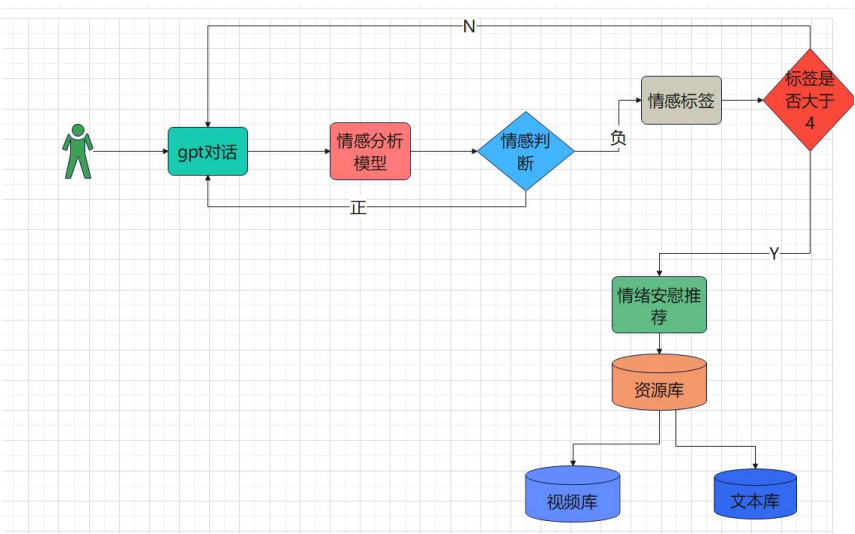 N
gpt对话
情感分析
模型
情感判
断
正
负
情感标签
标签是
否大于
4
Y
情绪安慰推
荐
资源库
视频库
文本库